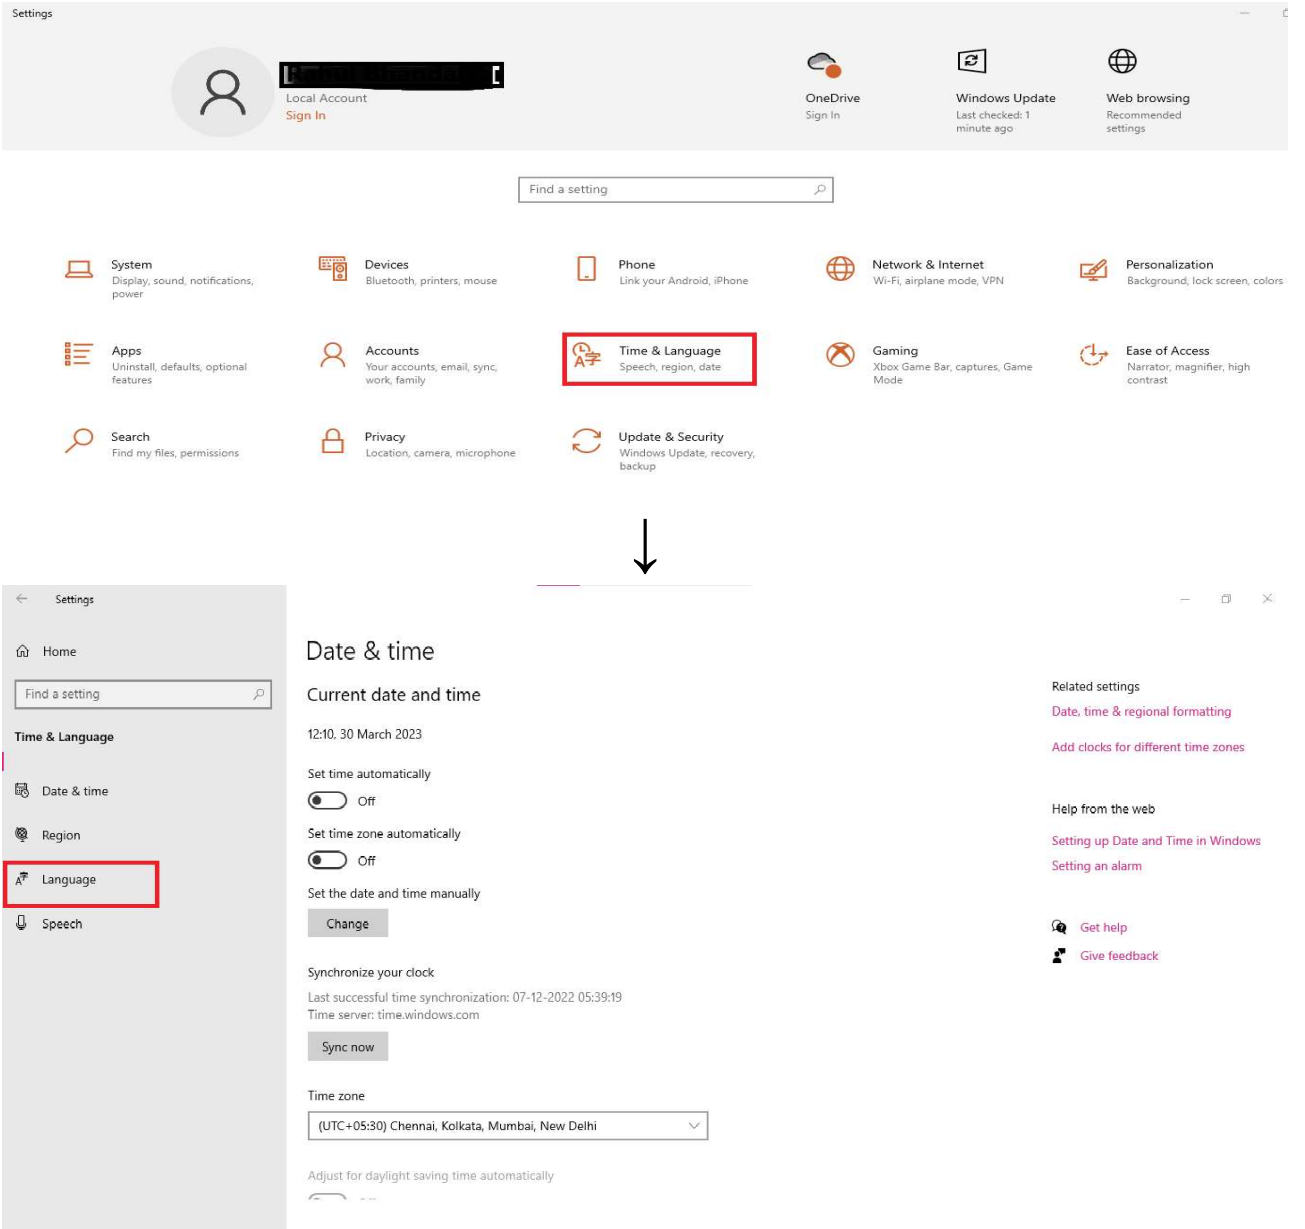 Settings
Local Account
Sign In
OneDrive
Sign In
Windows Update
Last checked: 1
minute ago
Web browsing
Recommended
settings
Find a setting
System
Display, sound, notifications,
power
Devices
Bluetooth, printers, mouse
Phone
Link your Android, iPhone
Network & Internet
Wi-Fi, airplane mode, VPN
Personalization
Background, lock screen, colors
Apps
Uninstall, defaults, optional
features
Accounts
Your accounts, email, sync,
work, family
Time & Language
Speech, region, date
Gaming
Xbox Game Bar, captures, Game
Mode
Ease of Access
Narrator, magnifier, high
contrast
Search
Find my files, permissions
Privacy
Location, camera, microphone
Update & Security
Windows Update, recovery,
backup
Settings
Home
Find a setting
Time & Language
Date & time
Region
Language
Speech
Date & time
Current date and time
12:10, 30 March 2023
Set time automatically
Off
Set time zone automatically
Off
Set the date and time manually
Change
Synchronize your clock
Last successful time synchronization: 07-12-2022 05:39:19
Time server: time.windows.com
Sync now
Time zone
(UTC+05:30) Chennai, Kolkata, Mumbai, New Delhi
Adjust for daylight saving time automatically
Related settings
Date, time & regional formatting
Add clocks for different time zones
Help from the web
Setting up Date and Time in Windows
Setting an alarm
Get help
Give feedback